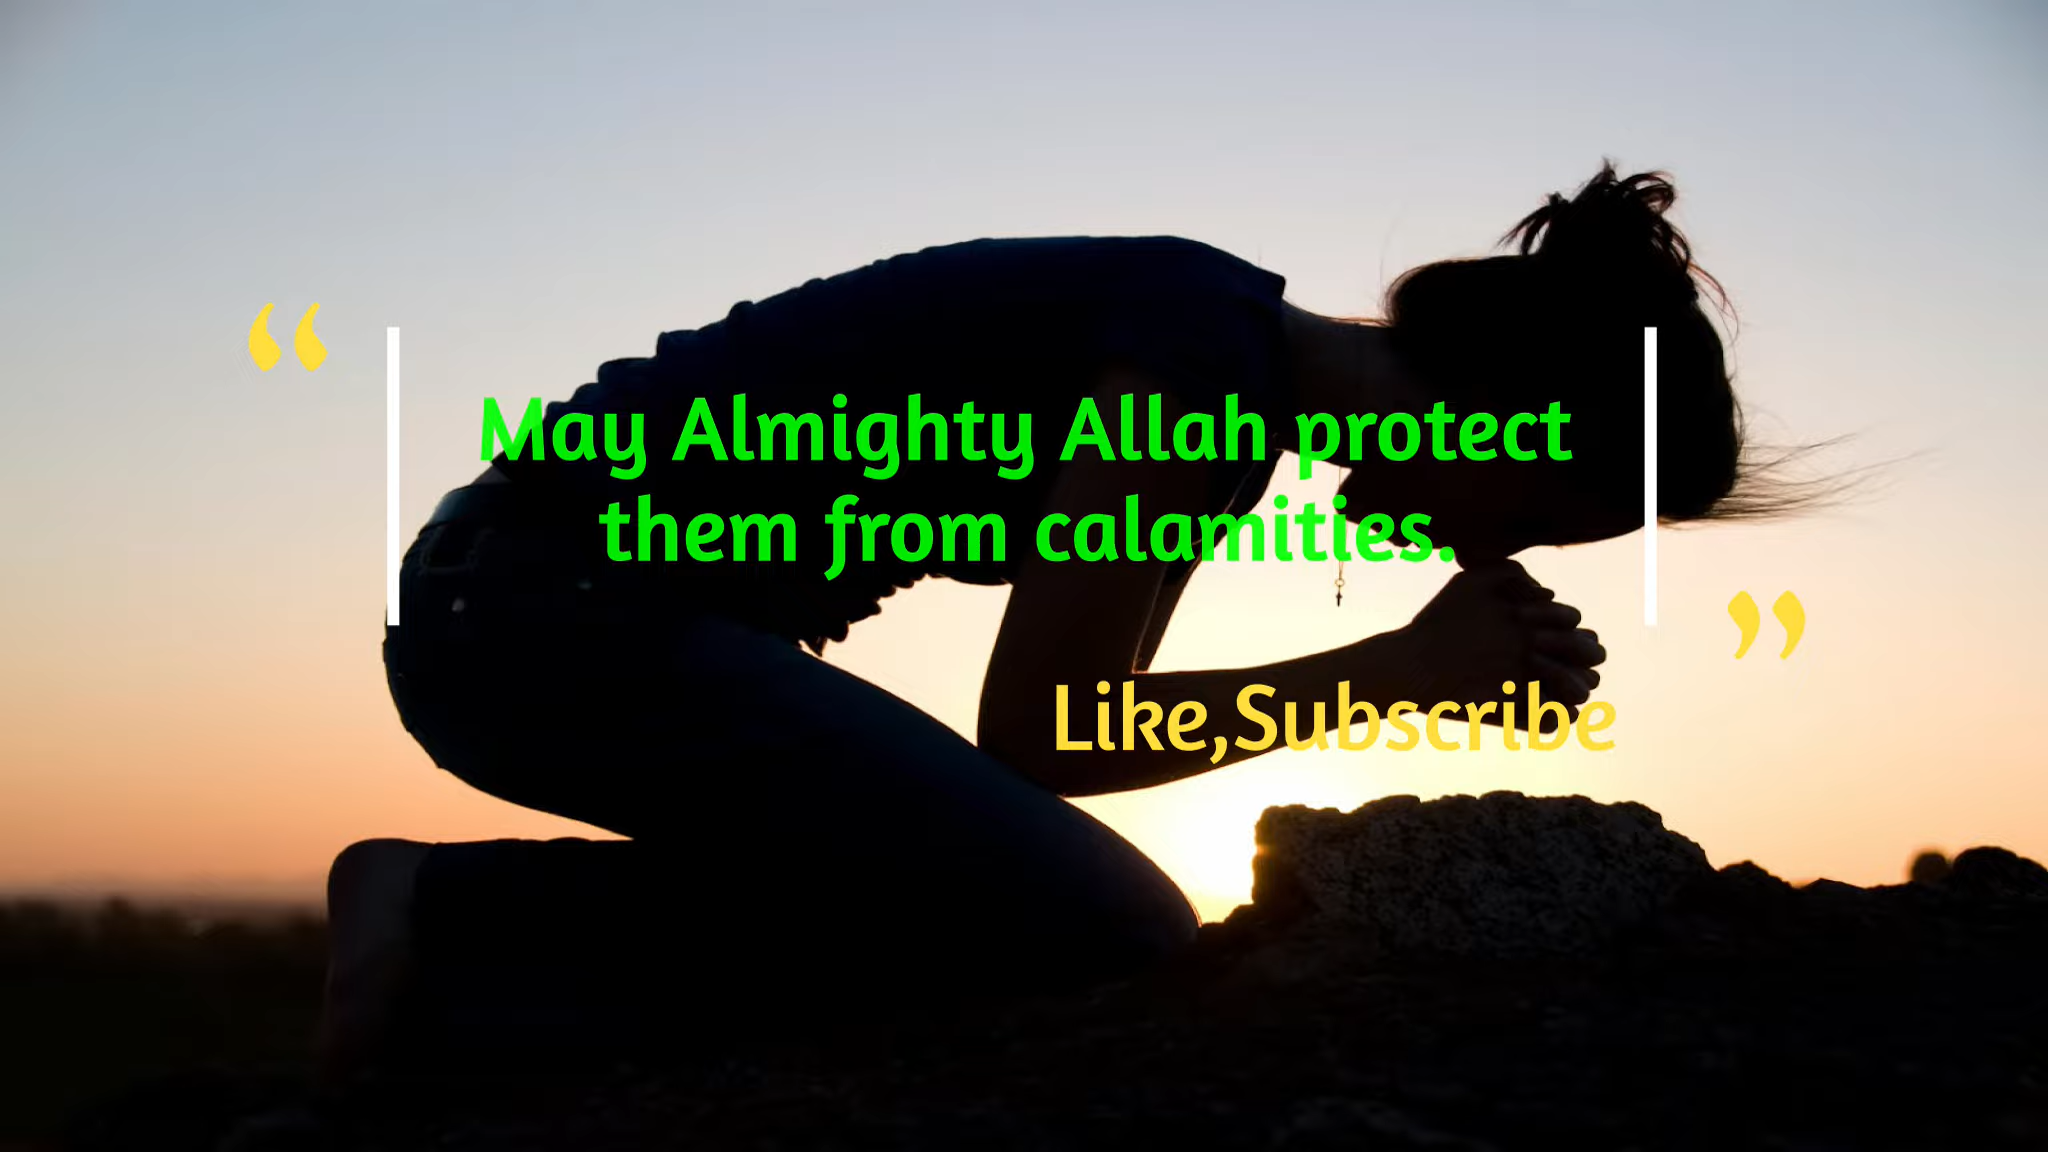 “
May Almighty Allah protect
them from calamities.
”
Like,Subscribe